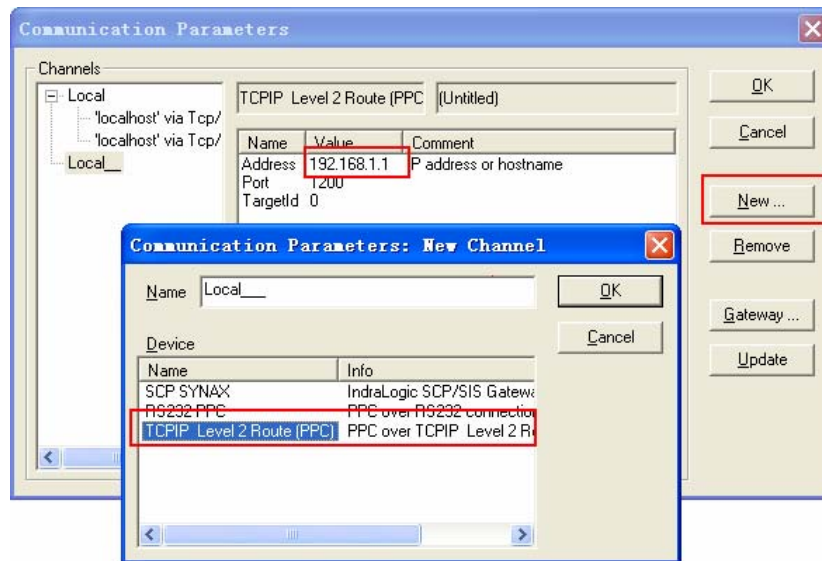 Communication Parameters
Channels
Local
'localhost' via Tcp/
'localhost' via Tcp/
Local__
TCPIP Level 2 Route (PPC
(Untitled)
Name Value Comment
Address 192.168.1.1 IP address or hostname
Port 1200
TargetId 0
OK
Cancel
New ...
Remove
Gateway ...
Update
Communication Parameters: New Channel
Name Local___
OK
Cancel
Device
Name Info
SCP SYNAX IndraLogic SCP/SIS Gatewa
RS232 PPC PPC over RS232 connection
TCPIP Level 2 Route (PPC) PPC over TCPIP Level 2 R